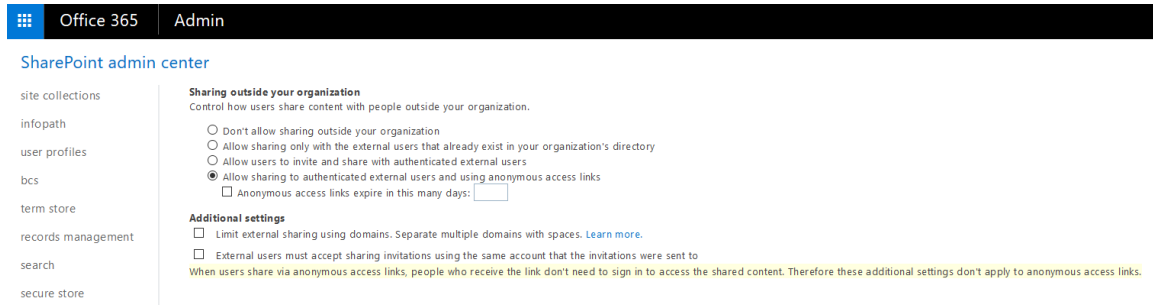 Office 365 Admin
SharePoint admin center
site collections
infopath
user profiles
bcs
term store
records management
search
secure store
Sharing outside your organization
Control how users share content with people outside your organization.
Don't allow sharing outside your organization
Allow sharing only with the external users that already exist in your organization's directory
Allow users to invite and share with authenticated external users
Allow sharing to authenticated external users and using anonymous access links
Anonymous access links expire in this many days:
Additional settings
Limit external sharing using domains. Separate multiple domains with spaces. Learn more.
External users must accept sharing invitations using the same account that the invitations were sent to
When users share via anonymous access links, people who receive the link don't need to sign in to access the shared content. Therefore these additional settings don't apply to anonymous access links.